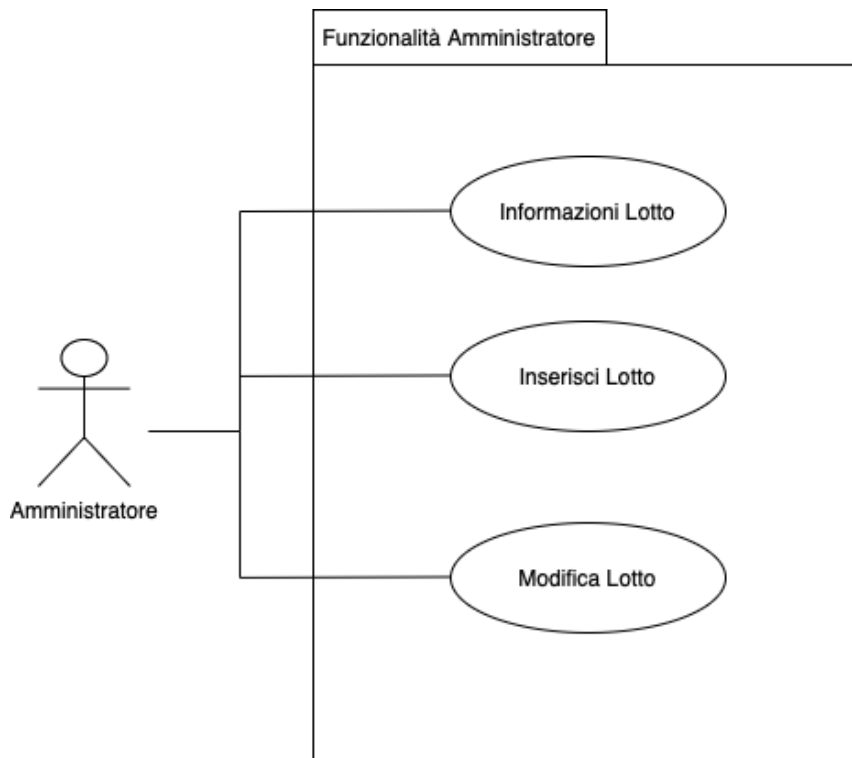 Funzionalità Amministratore
Informazioni Lotto
Inserisci Lotto
Amministratore
Modifica Lotto